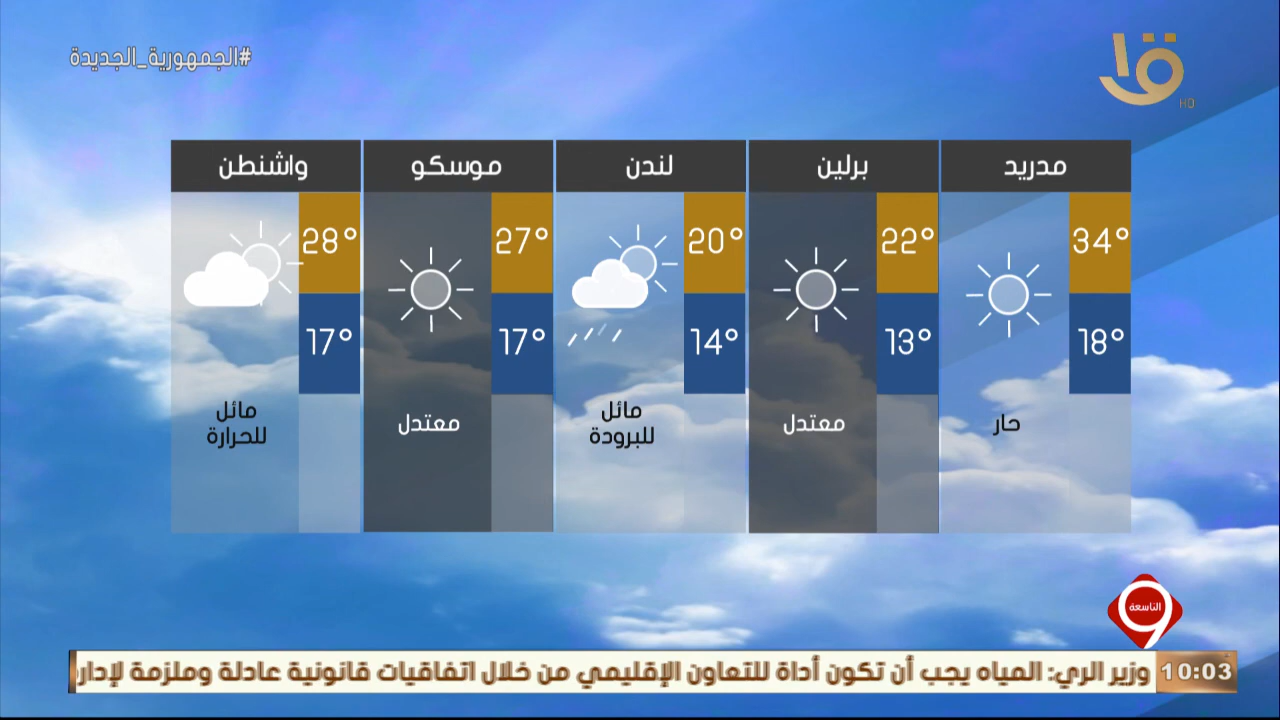 #الجمهورية_الجديدة
ق1
HD
مدريد
34°
18°
حار
برلين
22°
13°
معتدل
لندن
20°
14°
مائل
للبرودة
موسكو
27°
17°
معتدل
واشنطن
28°
17°
مائل
للحرارة
التاسعة
9
10:03
وزير الري: المياه يجب أن تكون أداة للتعاون الإقليمي من خلال اتفاقيات قانونية عادلة وملزمة لإدار